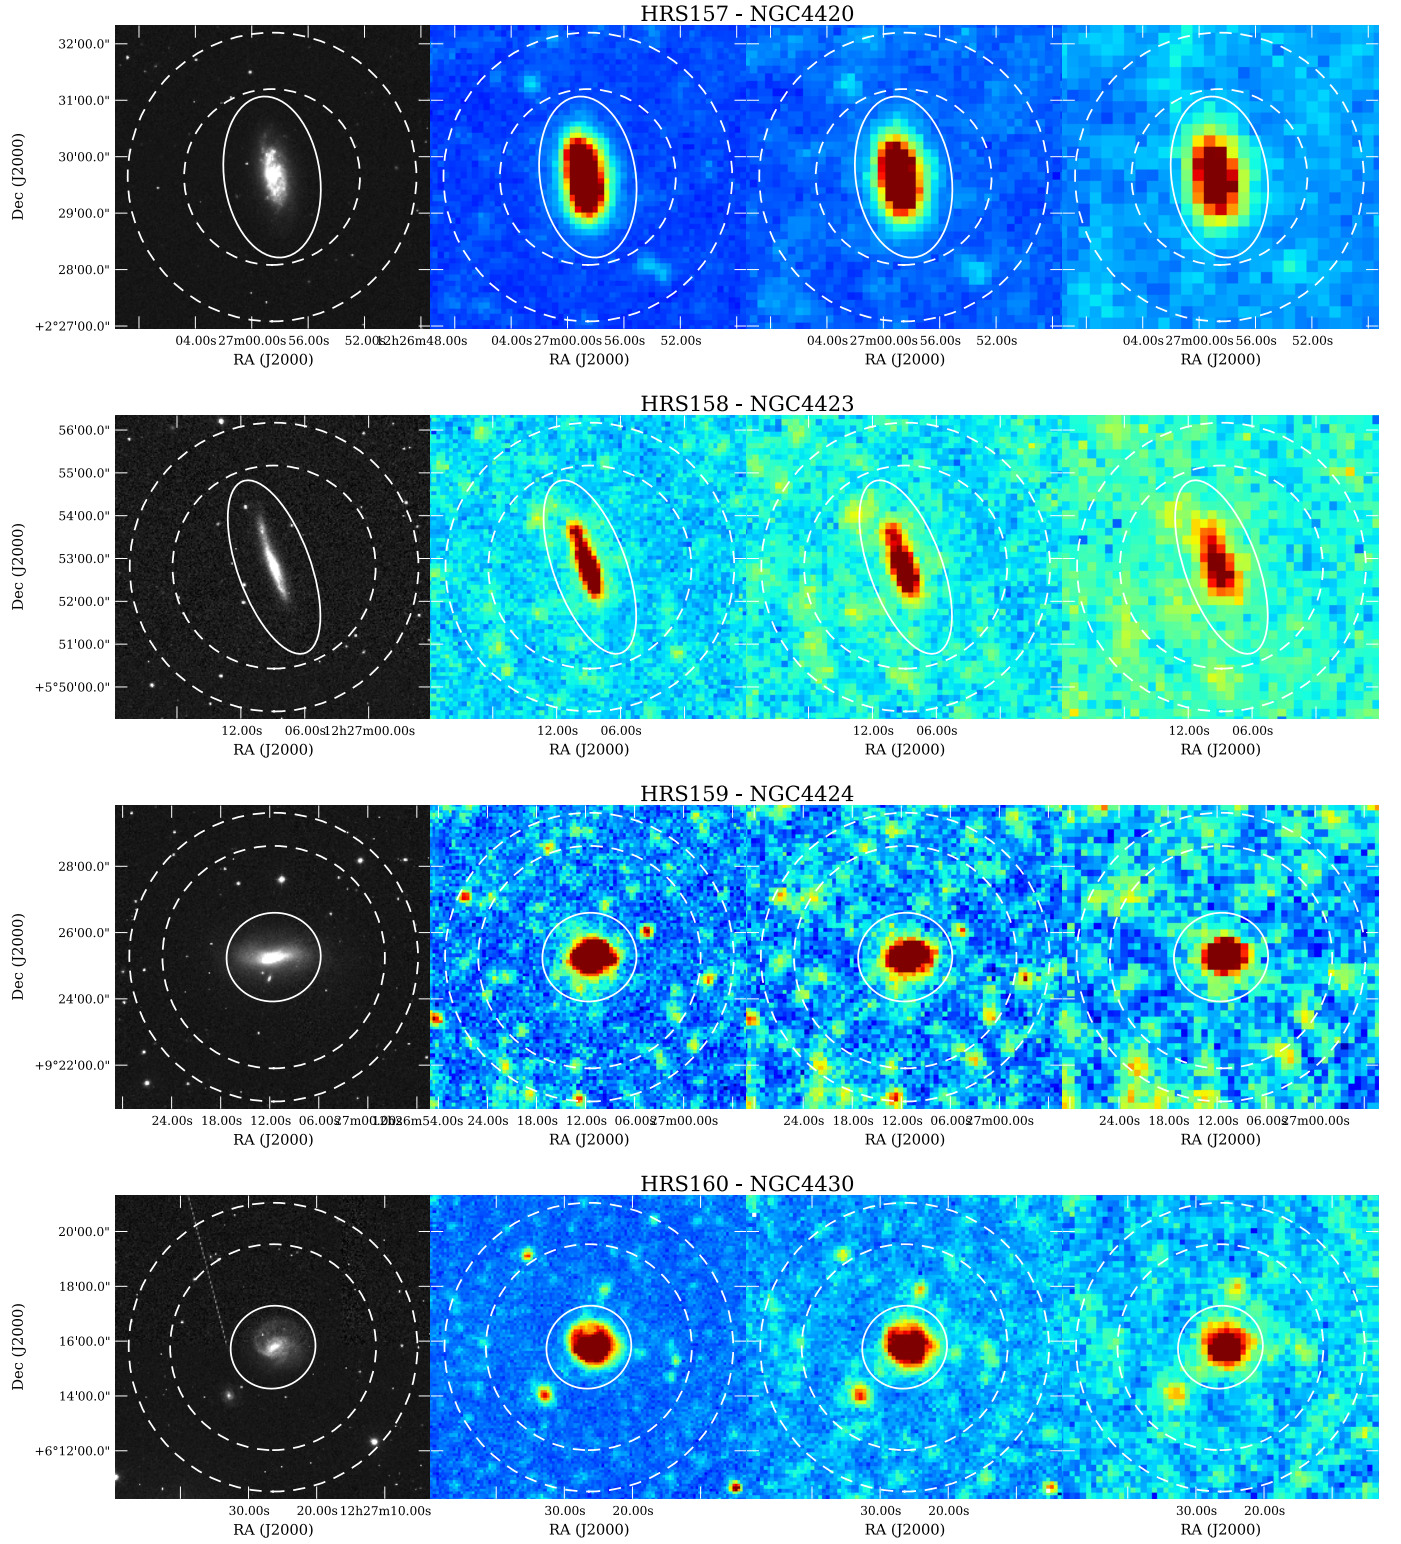 HRS157 - NGC4420
32'00.0"
31'00.0"
30'00.0"
29'00.0"
28'00.0"
+2°27'00.0"
Dec (J2000)
04.00s 27m00.00s 56.00s 52.00s 12h26m48.00s 04.00s 27m00.00s 56.00s 52.00s 04.00s 27m00.00s 56.00s 52.00s 04.00s 27m00.00s 56.00s 52.00s
RA (J2000) RA (J2000) RA (J2000) RA (J2000)
HRS158 - NGC4423
56'00.0"
55'00.0"
54'00.0"
53'00.0"
52'00.0"
51'00.0"
+5°50'00.0"
Dec (J2000)
12.00s 06.00s 12h27m00.00s 12.00s 06.00s 12.00s 06.00s 12.00s 06.00s
RA (J2000) RA (J2000) RA (J2000) RA (J2000)
HRS159 - NGC4424
28'00.0"
26'00.0"
24'00.0"
+9°22'00.0"
Dec (J2000)
24.00s 18.00s 12.00s 06.00s 27m00.00s 12h26m54.00s 24.00s 18.00s 12.00s 06.00s 27m00.00s 24.00s 18.00s 12.00s 06.00s 27m00.00s 24.00s 18.00s 12.00s 06.00s 27m00.00s
RA (J2000) RA (J2000) RA (J2000) RA (J2000)
HRS160 - NGC4430
20'00.0"
18'00.0"
16'00.0"
14'00.0"
+6°12'00.0"
Dec (J2000)
30.00s 20.00s 12h27m10.00s 30.00s 20.00s 30.00s 20.00s 30.00s 20.00s
RA (J2000) RA (J2000) RA (J2000) RA (J2000)